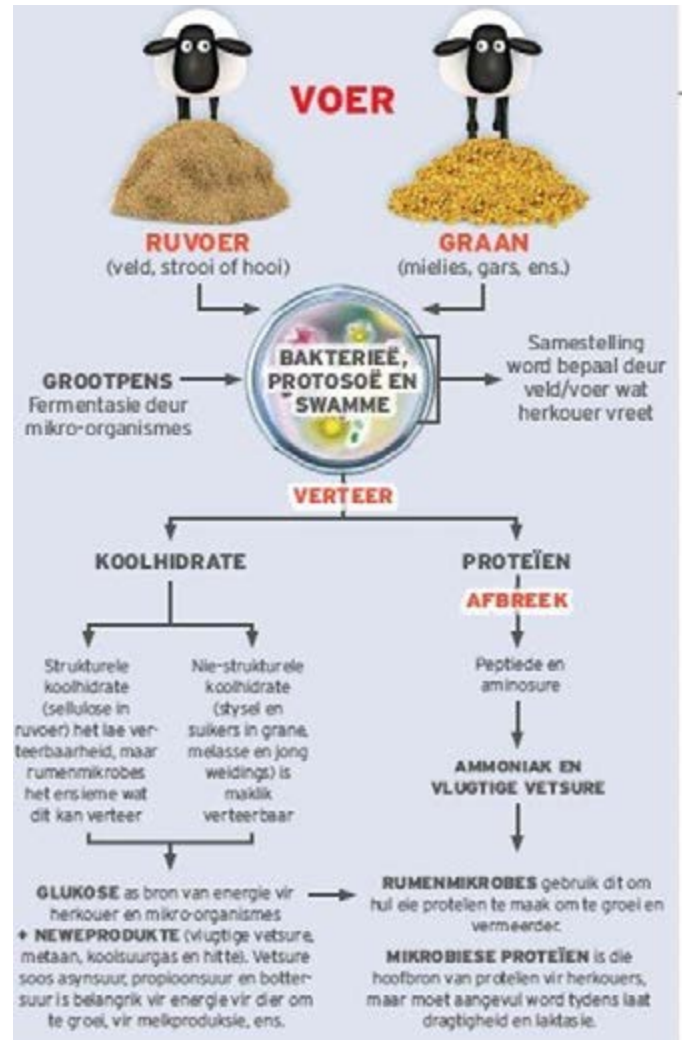 VOER
RUVOER
(veld, strooi of hooi)
GRAAN
(mielies, gars, ens.)
GROOTPENS
Fermentasie deur
mikro-organismes
BAKTERIEË,
PROTOSOË EN
SWAMME
Samestelling
word bepaal deur
veld/voer wat
herkouer vreet
VERTEER
KOOLHIDRATE
Strukturele
koolhidrate
(sellulose in
ruvoer) het lae ver-
teerbaarheid, maar
rumenmikrobes
het ensieme wat
dit kan verteer
Nie-strukturele
koolhidrate
(stysel en
suikers in grane,
melasse en jong
weidings) is
maklik
verteerbaar
GLUKOSE as bron van energie vir
herkouer en mikro-organismes
+ NEWEPRODUKTE (vlugtige vetsure,
metaan, koolsuurgas en hitte). Vetsure
soos asynsuur, propioonsuur en botter-
suur is belangrik vir energie vir dier om
te groei, vir melkproduksie, ens.
PROTEÏEN
AFBREEK
Peptiede en
aminosure
AMMONIAK EN
VLUGTIGE VETSURE
RUMENMIKROBES gebruik dit om
hul eie proteïen te maak om te groei en
vermeerder.
MIKROBIESE PROTEÏEN is die
hoofbron van proteïen vir herkouers,
maar moet aangevul word tydens laat
dragtigheid en laktasie.